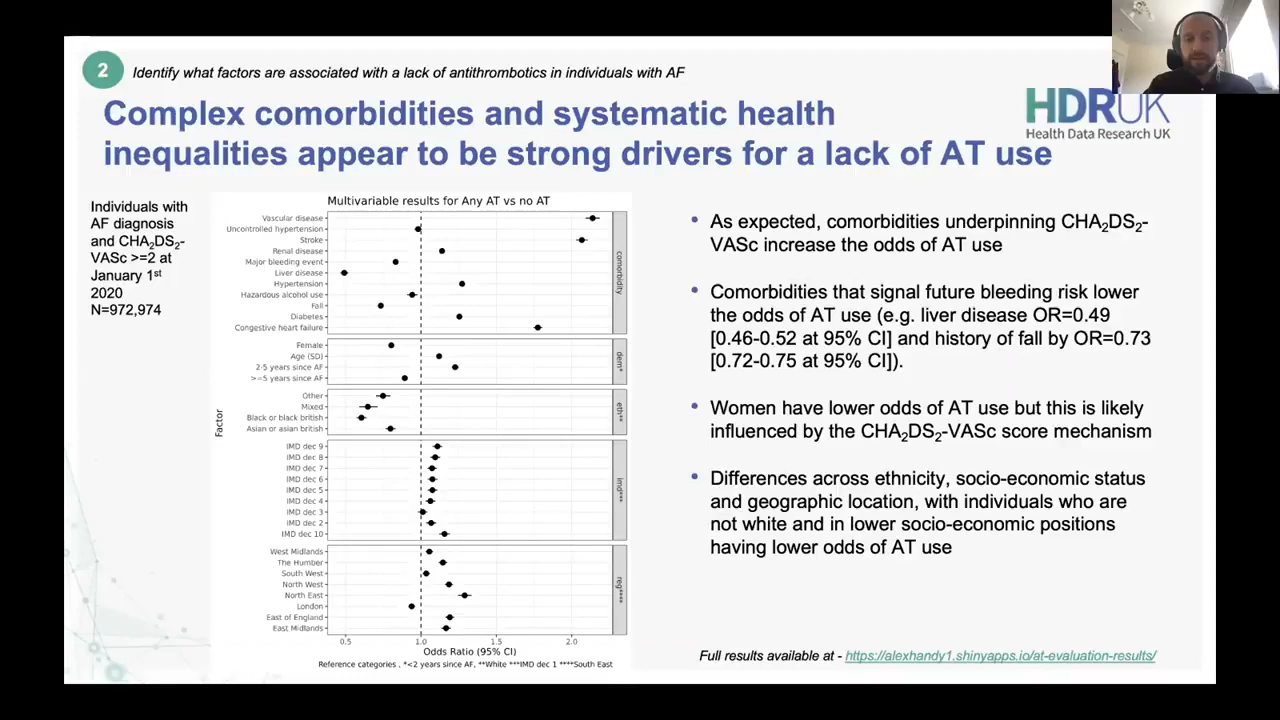 2
Identify what factors are associated with a lack of antithrombotics in individuals with AF
Complex comorbidities and systematic health
inequalities appear to be strong drivers for a lack of AT use
HDRUK
Health Data Research UK
Individuals with
AF diagnosis
and CHA₂DS₂-
VASc >=2 at
January 1st
2020
N=972,974
Multivariable results for Any AT vs no AT
Factor
Vascular disease
Uncontrolled hypertension
Stroke
Renal disease
Major bleeding event
Liver disease
Hypertension
Hazardous alcohol use
Fall
Diabetes
Congestive heart failure
comorbidity
Female
Age (SD)
2-5 years since AF
>=5 years since AF
dem*
Other
Mixed
Black or black british
Asian or asian british
eth**
IMD dec 9
IMD dec 8
IMD dec 7
IMD dec 6
IMD dec 5
IMD dec 4
IMD dec 3
IMD dec 2
IMD dec 10
imd***
West Midlands
The Humber
South West
North West
North East
London
East of England
East Midlands
reg****
0.5 1.0 1.5 2.0
Odds Ratio (95% CI)
Reference categories , *<2 years since AF, **White ***IMD dec 1 ****South East
• As expected, comorbidities underpinning CHA₂DS₂-
VASc increase the odds of AT use
• Comorbidities that signal future bleeding risk lower
the odds of AT use (e.g. liver disease OR=0.49
[0.46-0.52 at 95% CI] and history of fall by OR=0.73
[0.72-0.75 at 95% CI]).
• Women have lower odds of AT use but this is likely
influenced by the CHA₂DS₂-VASc score mechanism
• Differences across ethnicity, socio-economic status
and geographic location, with individuals who are
not white and in lower socio-economic positions
having lower odds of AT use
Full results available at - https://alexhandy1.shinyapps.io/at-evaluation-results/